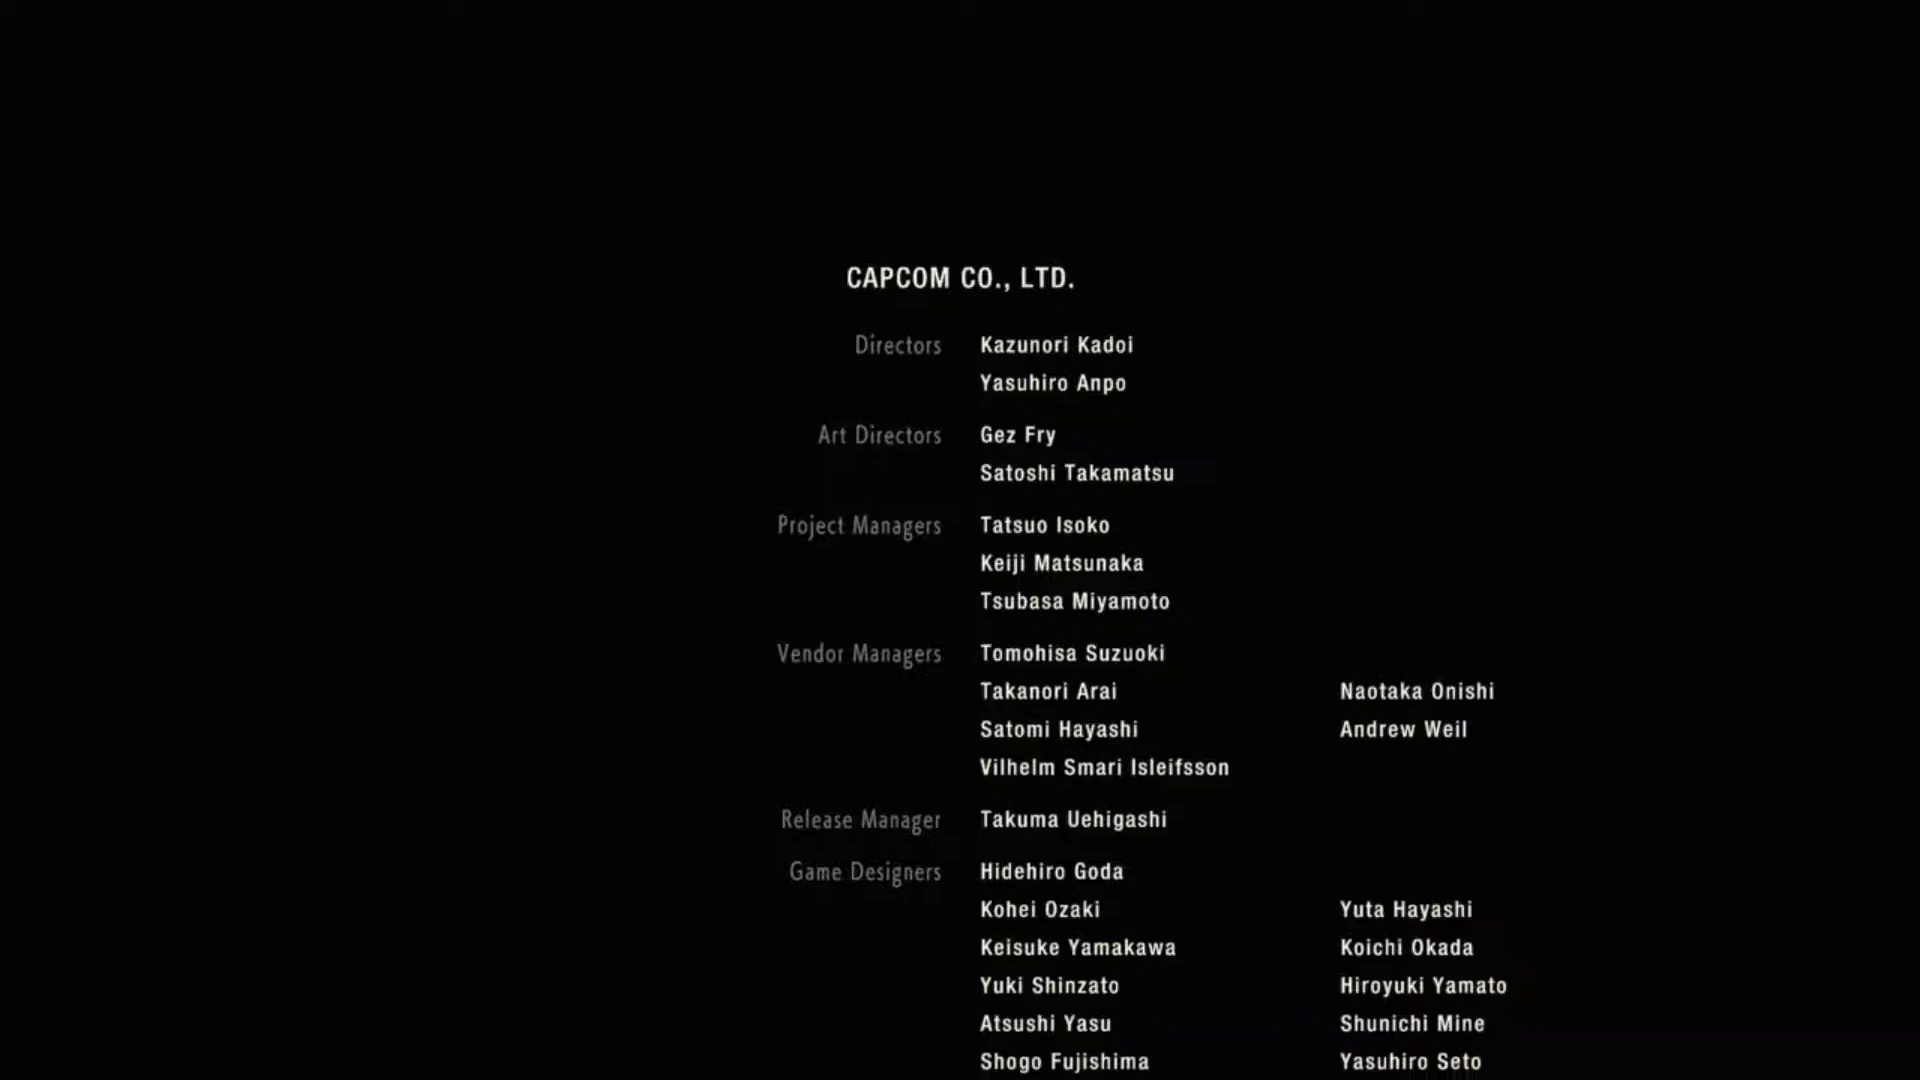 CAPCOM CO., LTD.
Directors Kazunori Kadoi
Yasuhiro Anpo
Art Directors Gez Fry
Satoshi Takamatsu
Project Managers Tatsuo Isoko
Keiji Matsunaka
Tsubasa Miyamoto
Vendor Managers Tomohisa Suzuoki
Takanori Arai Naotaka Onishi
Satomi Hayashi Andrew Weil
Vilhelm Smari Isleifsson
Release Manager Takuma Uehigashi
Game Designers Hidehiro Goda
Kohei Ozaki Yuta Hayashi
Keisuke Yamakawa Koichi Okada
Yuki Shinzato Hiroyuki Yamato
Atsushi Yasu Shunichi Mine
Shogo Fujishima Yasuhiro Seto